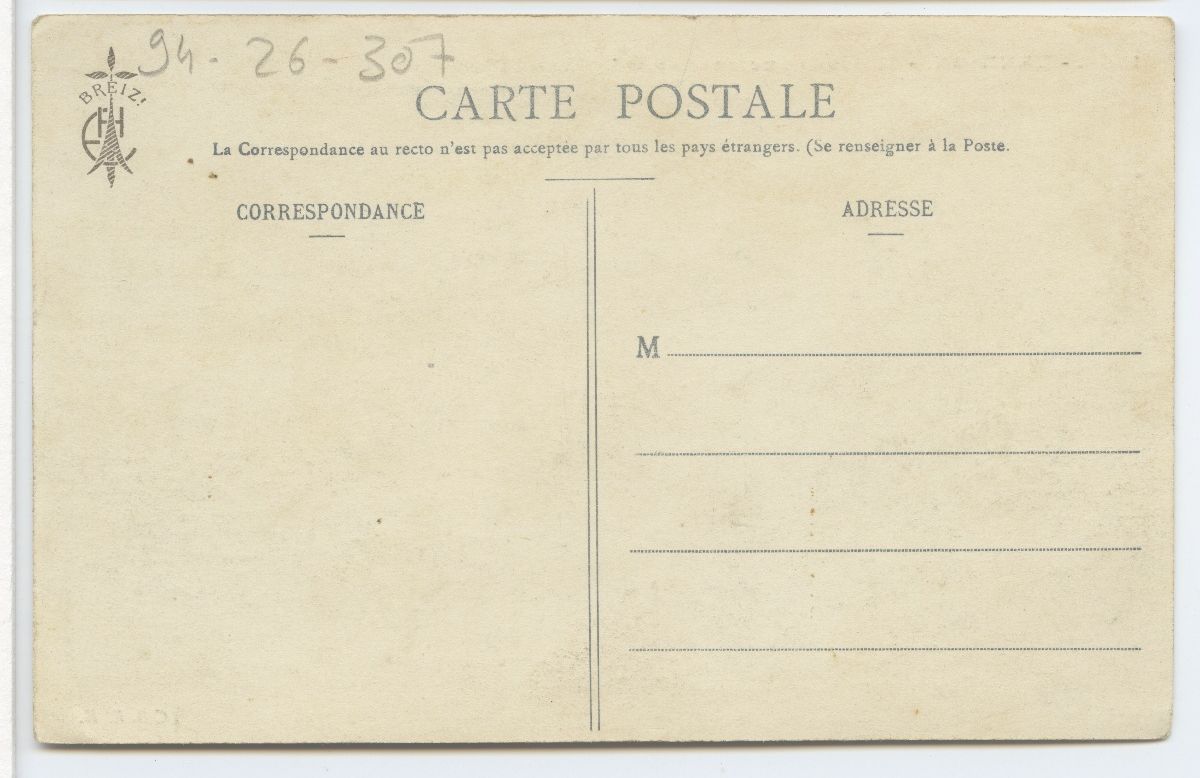 94-26-307
BREIZ!
CARTE POSTALE
La Correspondance au recto n'est pas acceptée par tous les pays étrangers. (Se renseigner à la Poste.
CORRESPONDANCE
ADRESSE
M